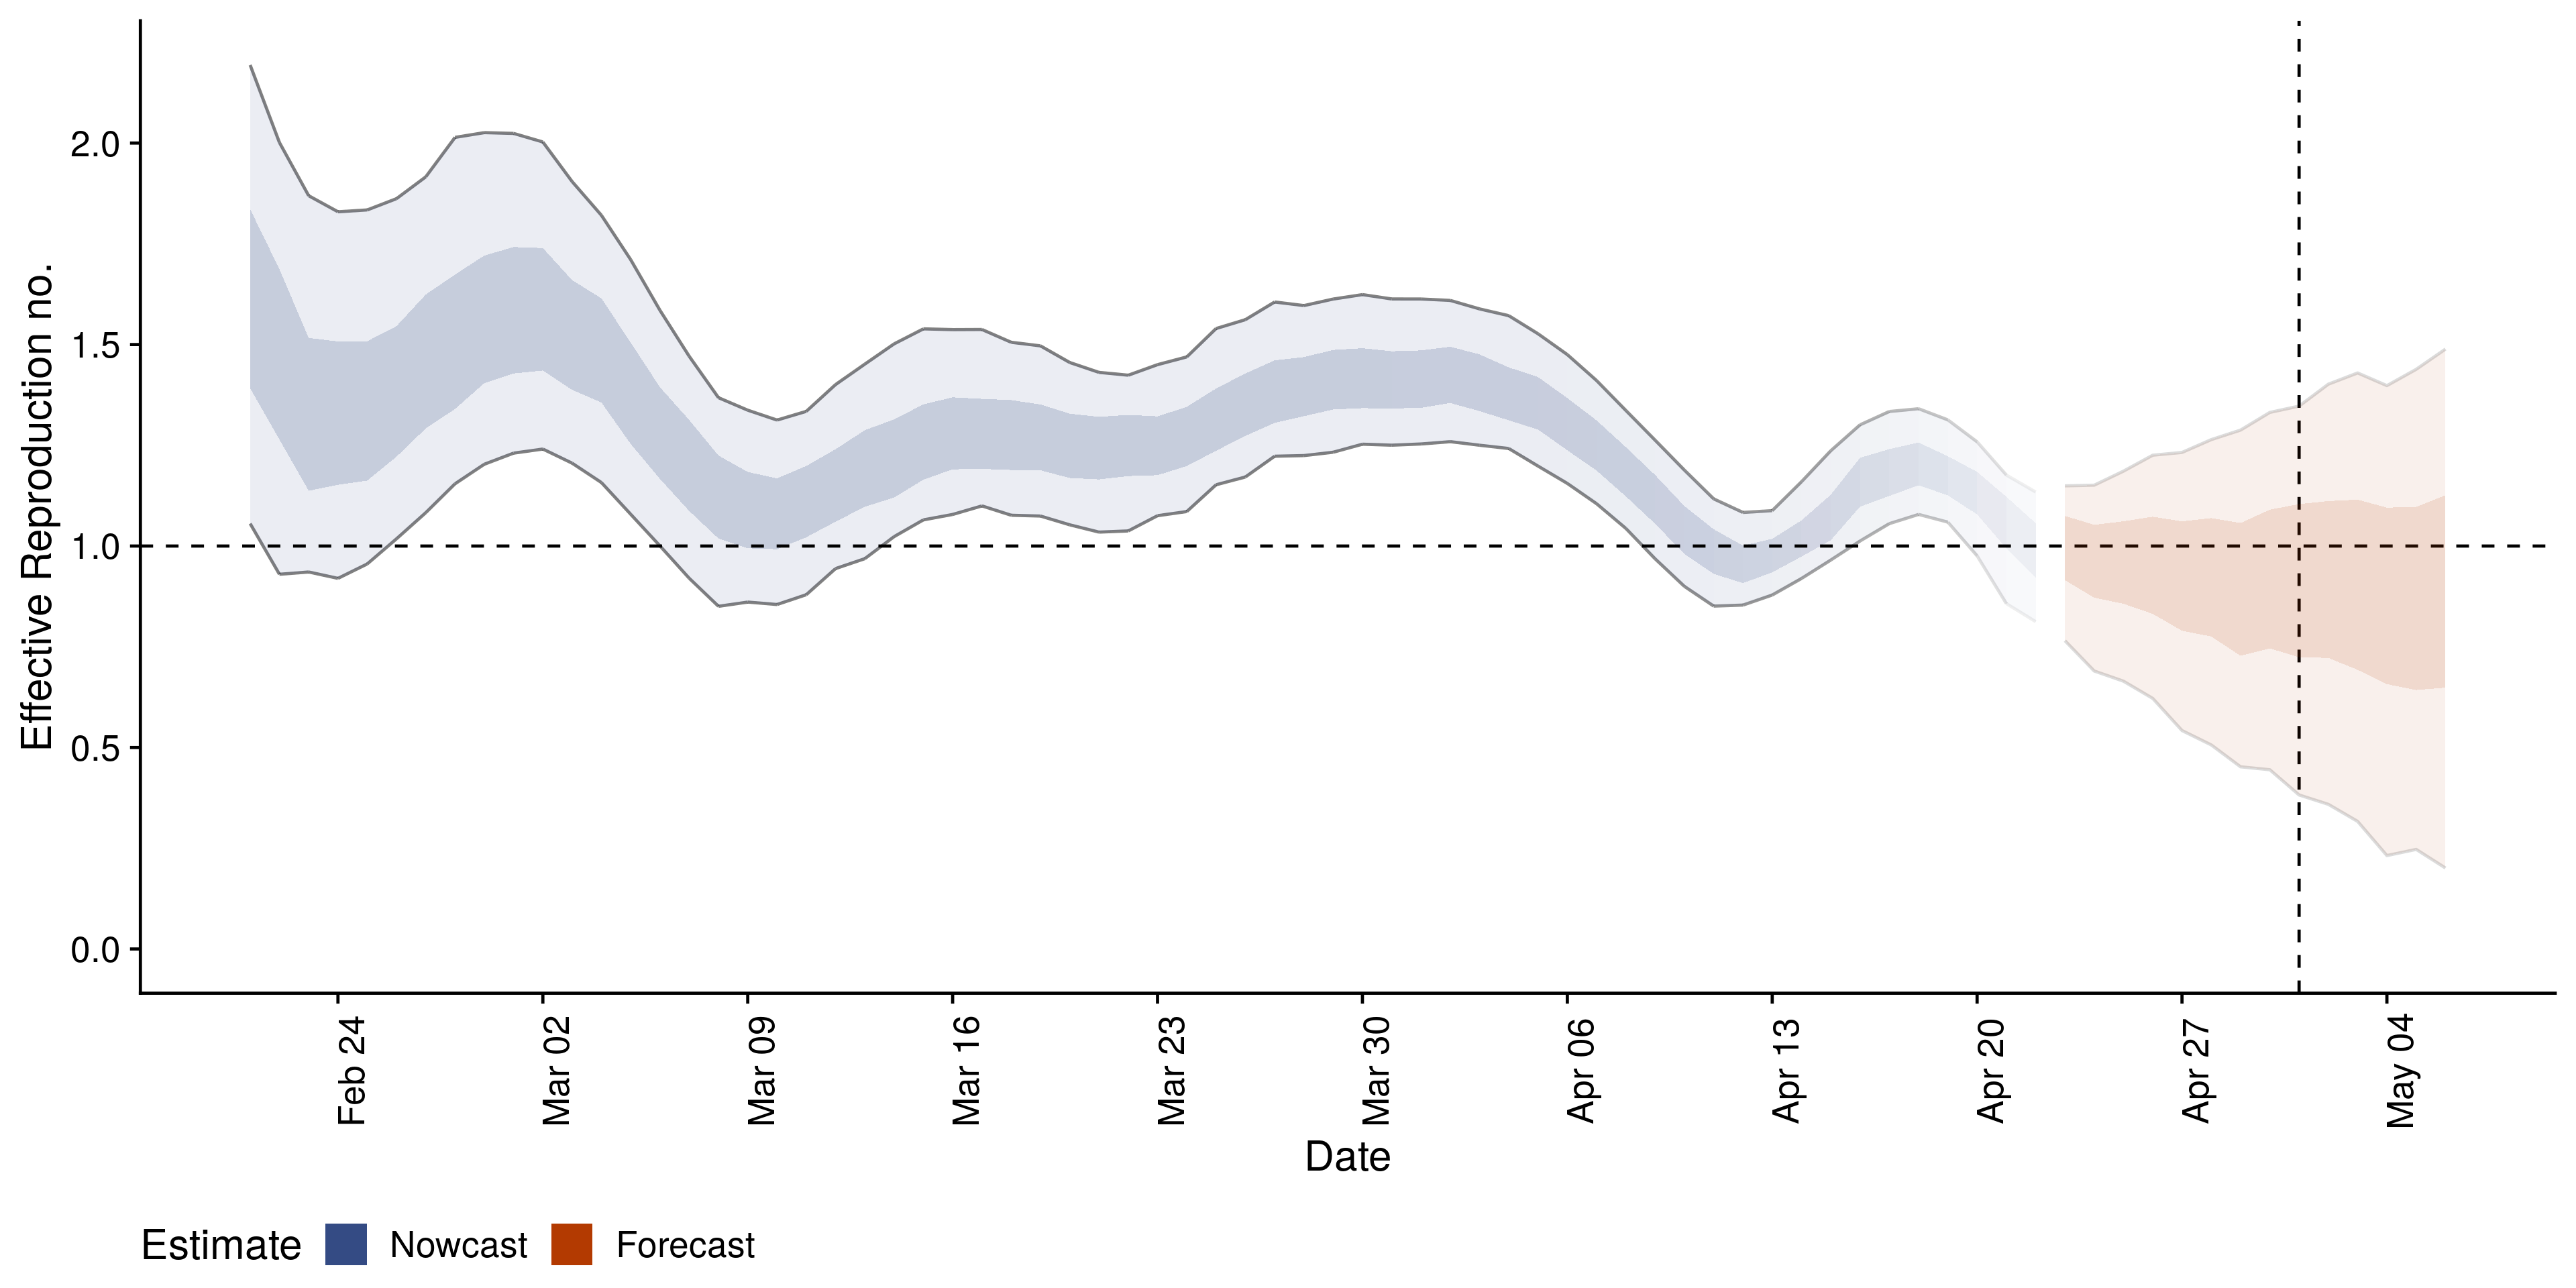 Effective Reproduction no.
2.0
1.5
1.0
0.5
0.0
Feb 24
Mar 02
Mar 09
Mar 16
Mar 23
Mar 30
Apr 06
Apr 13
Apr 20
Apr 27
May 04
Date
Estimate Nowcast Forecast